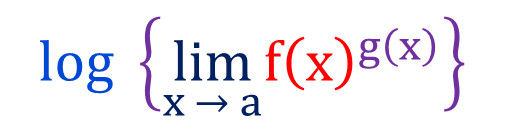 log { lim f(x)^g(x) }
x → a